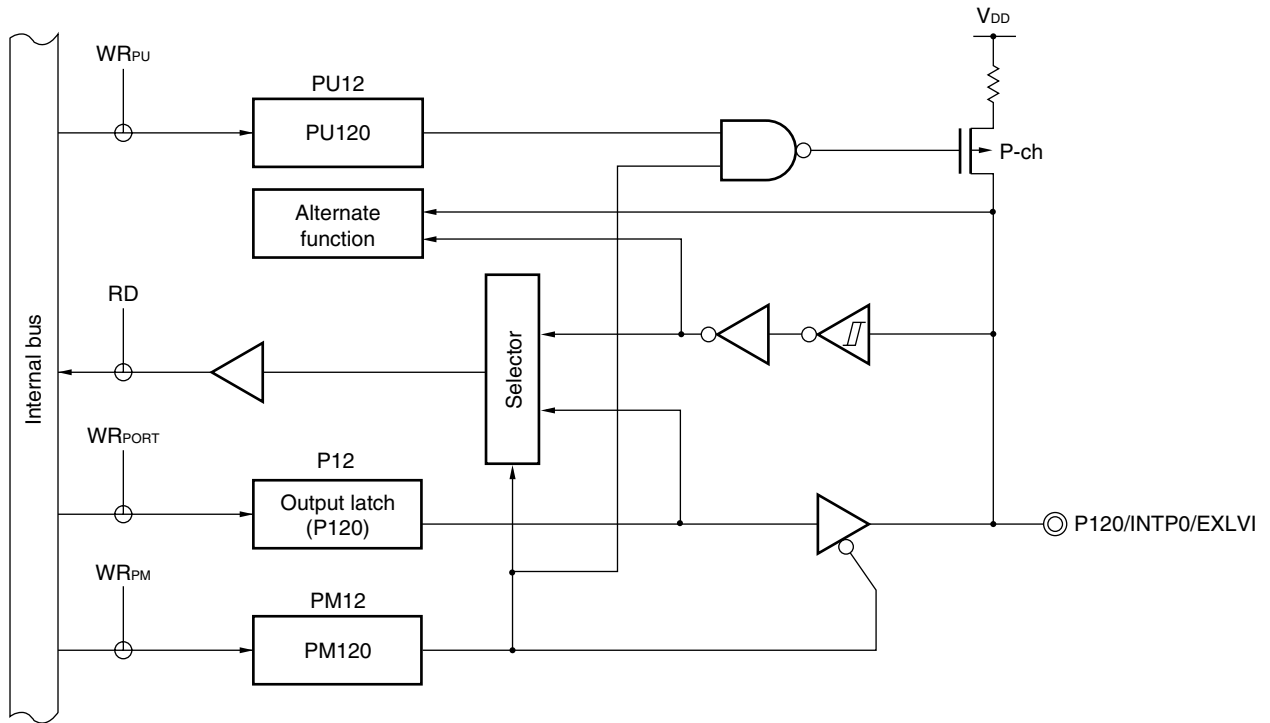 VDD
WRPU
PU12
PU120
P-ch
Alternate
function
RD
Selector
Internal bus
WRPORT
P12
Output latch
(P120)
P120/INTP0/EXLVI
WRPM
PM12
PM120